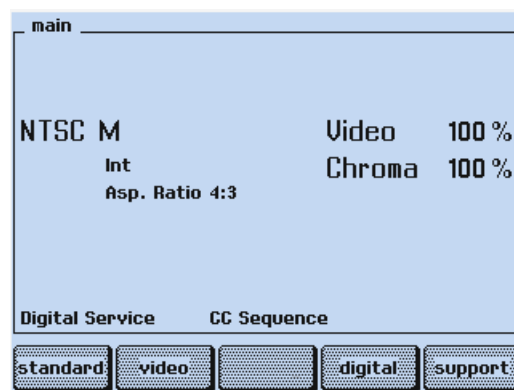 main
NTSC M Video 100 %
Int Chroma 100 %
Asp. Ratio 4:3
Digital Service CC Sequence
standard video digital support